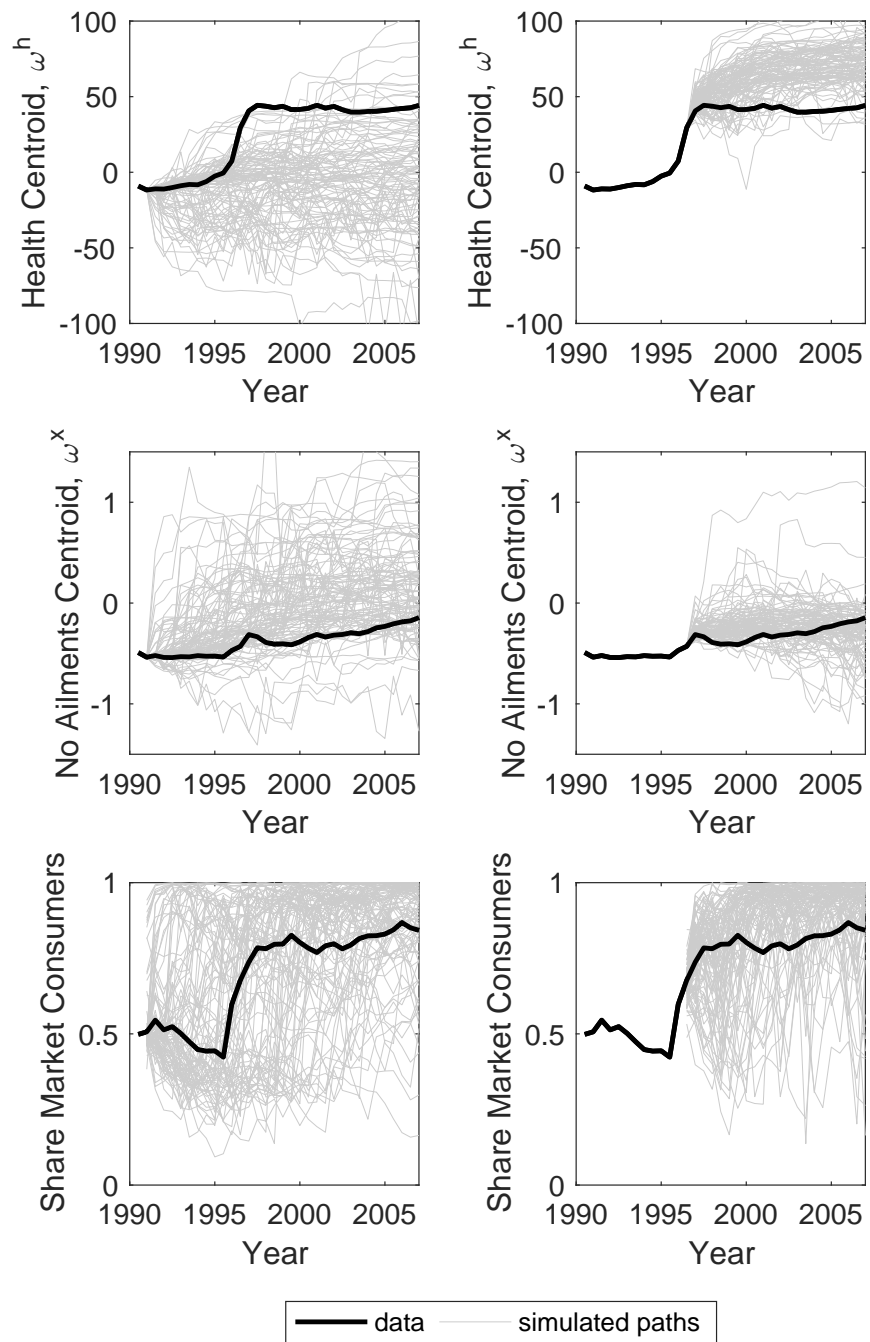 100
50
0
-50
-100
Health Centroid, ω^h
1990 1995 2000 2005
Year
100
50
0
-50
-100
Health Centroid, ω^h
1990 1995 2000 2005
Year
1
0
-1
No Ailments Centroid, ω^x
1990 1995 2000 2005
Year
1
0
-1
No Ailments Centroid, ω^x
1990 1995 2000 2005
Year
1
0.5
0
Share Market Consumers
1990 1995 2000 2005
Year
1
0.5
0
Share Market Consumers
1990 1995 2000 2005
Year
data simulated paths